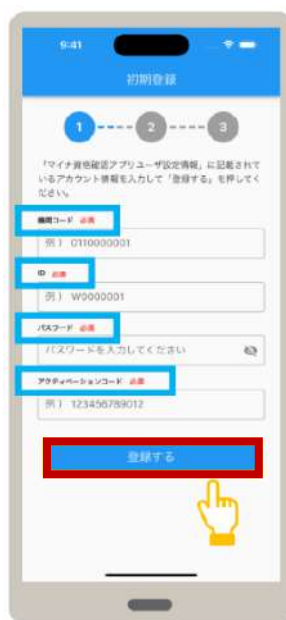 9:41
初期登録
1 2 3
「マイナ資格確認アプリユーザ設定情報」に記載されて
いるアカウント情報を入力して「登録する」を押してく
ださい。
機関コード 必須
例） 0110000001
ID 必須
例） W0000001
パスワード 必須
パスワードを入力してください
アクティベーションコード 必須
例） 123456789012
登録する